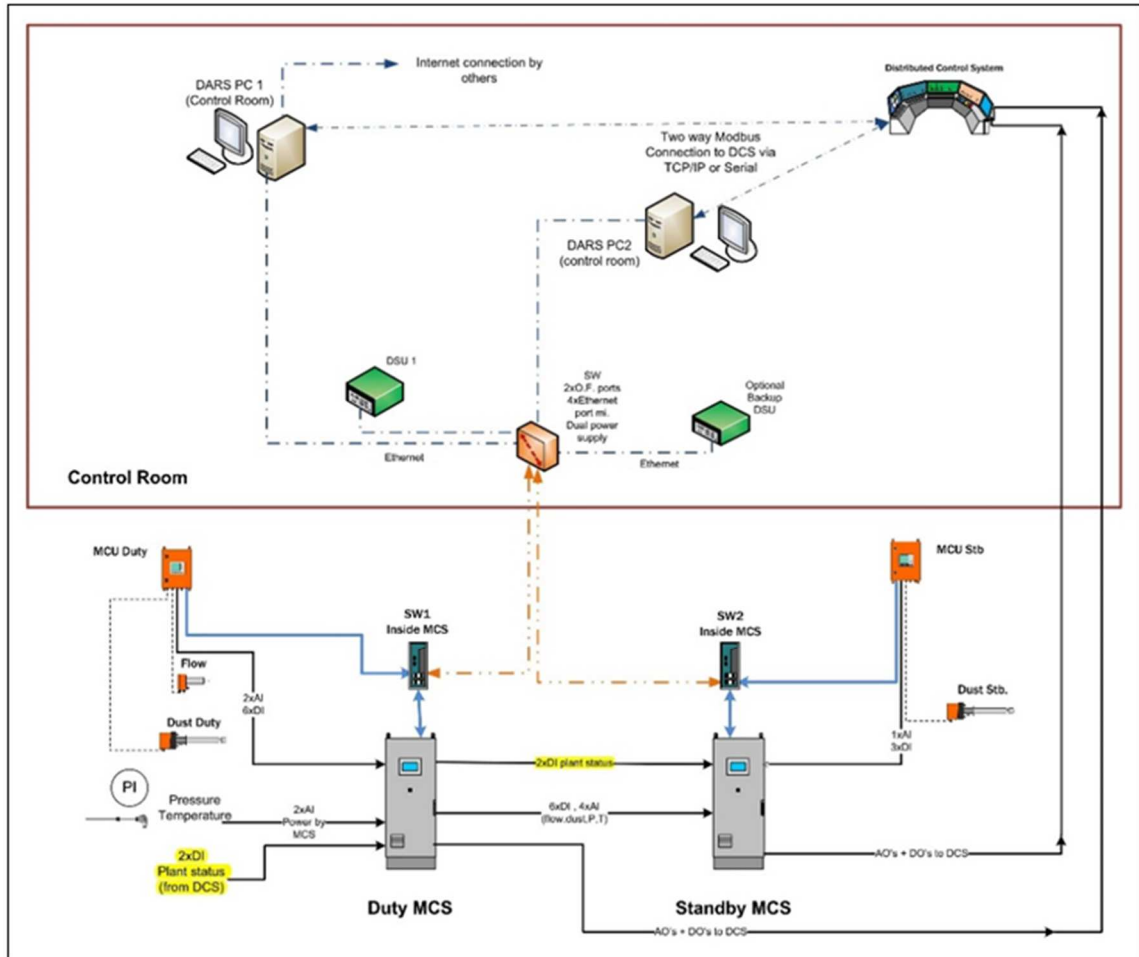 Internet connection by
others
DARS PC 1
(Control Room)
Distributed Control System
Two way Modbus
Connection to DCS via
TCP/IP or Serial
DARS PC2
(control room)
DSU 1
SW
2xO.F. ports
4xEthernet
port mi.
Dual power
supply
Optional
Backup
DSU
Ethernet
Ethernet
Control Room
MCU Duty
MCU Stb
SW1
Inside MCS
SW2
Inside MCS
Flow
2xAI
6xDI
Dust Duty
Dust Stb.
1xAI
3xDI
PI
Pressure
Temperature
2xAI
Power by
MCS
2xDI plant status
6xDI , 4xAI
(flow,dust,P,T)
2xDI
Plant status
(from DCS)
AO's + DO's to DCS
Duty MCS
Standby MCS
AO's + DO's to DCS